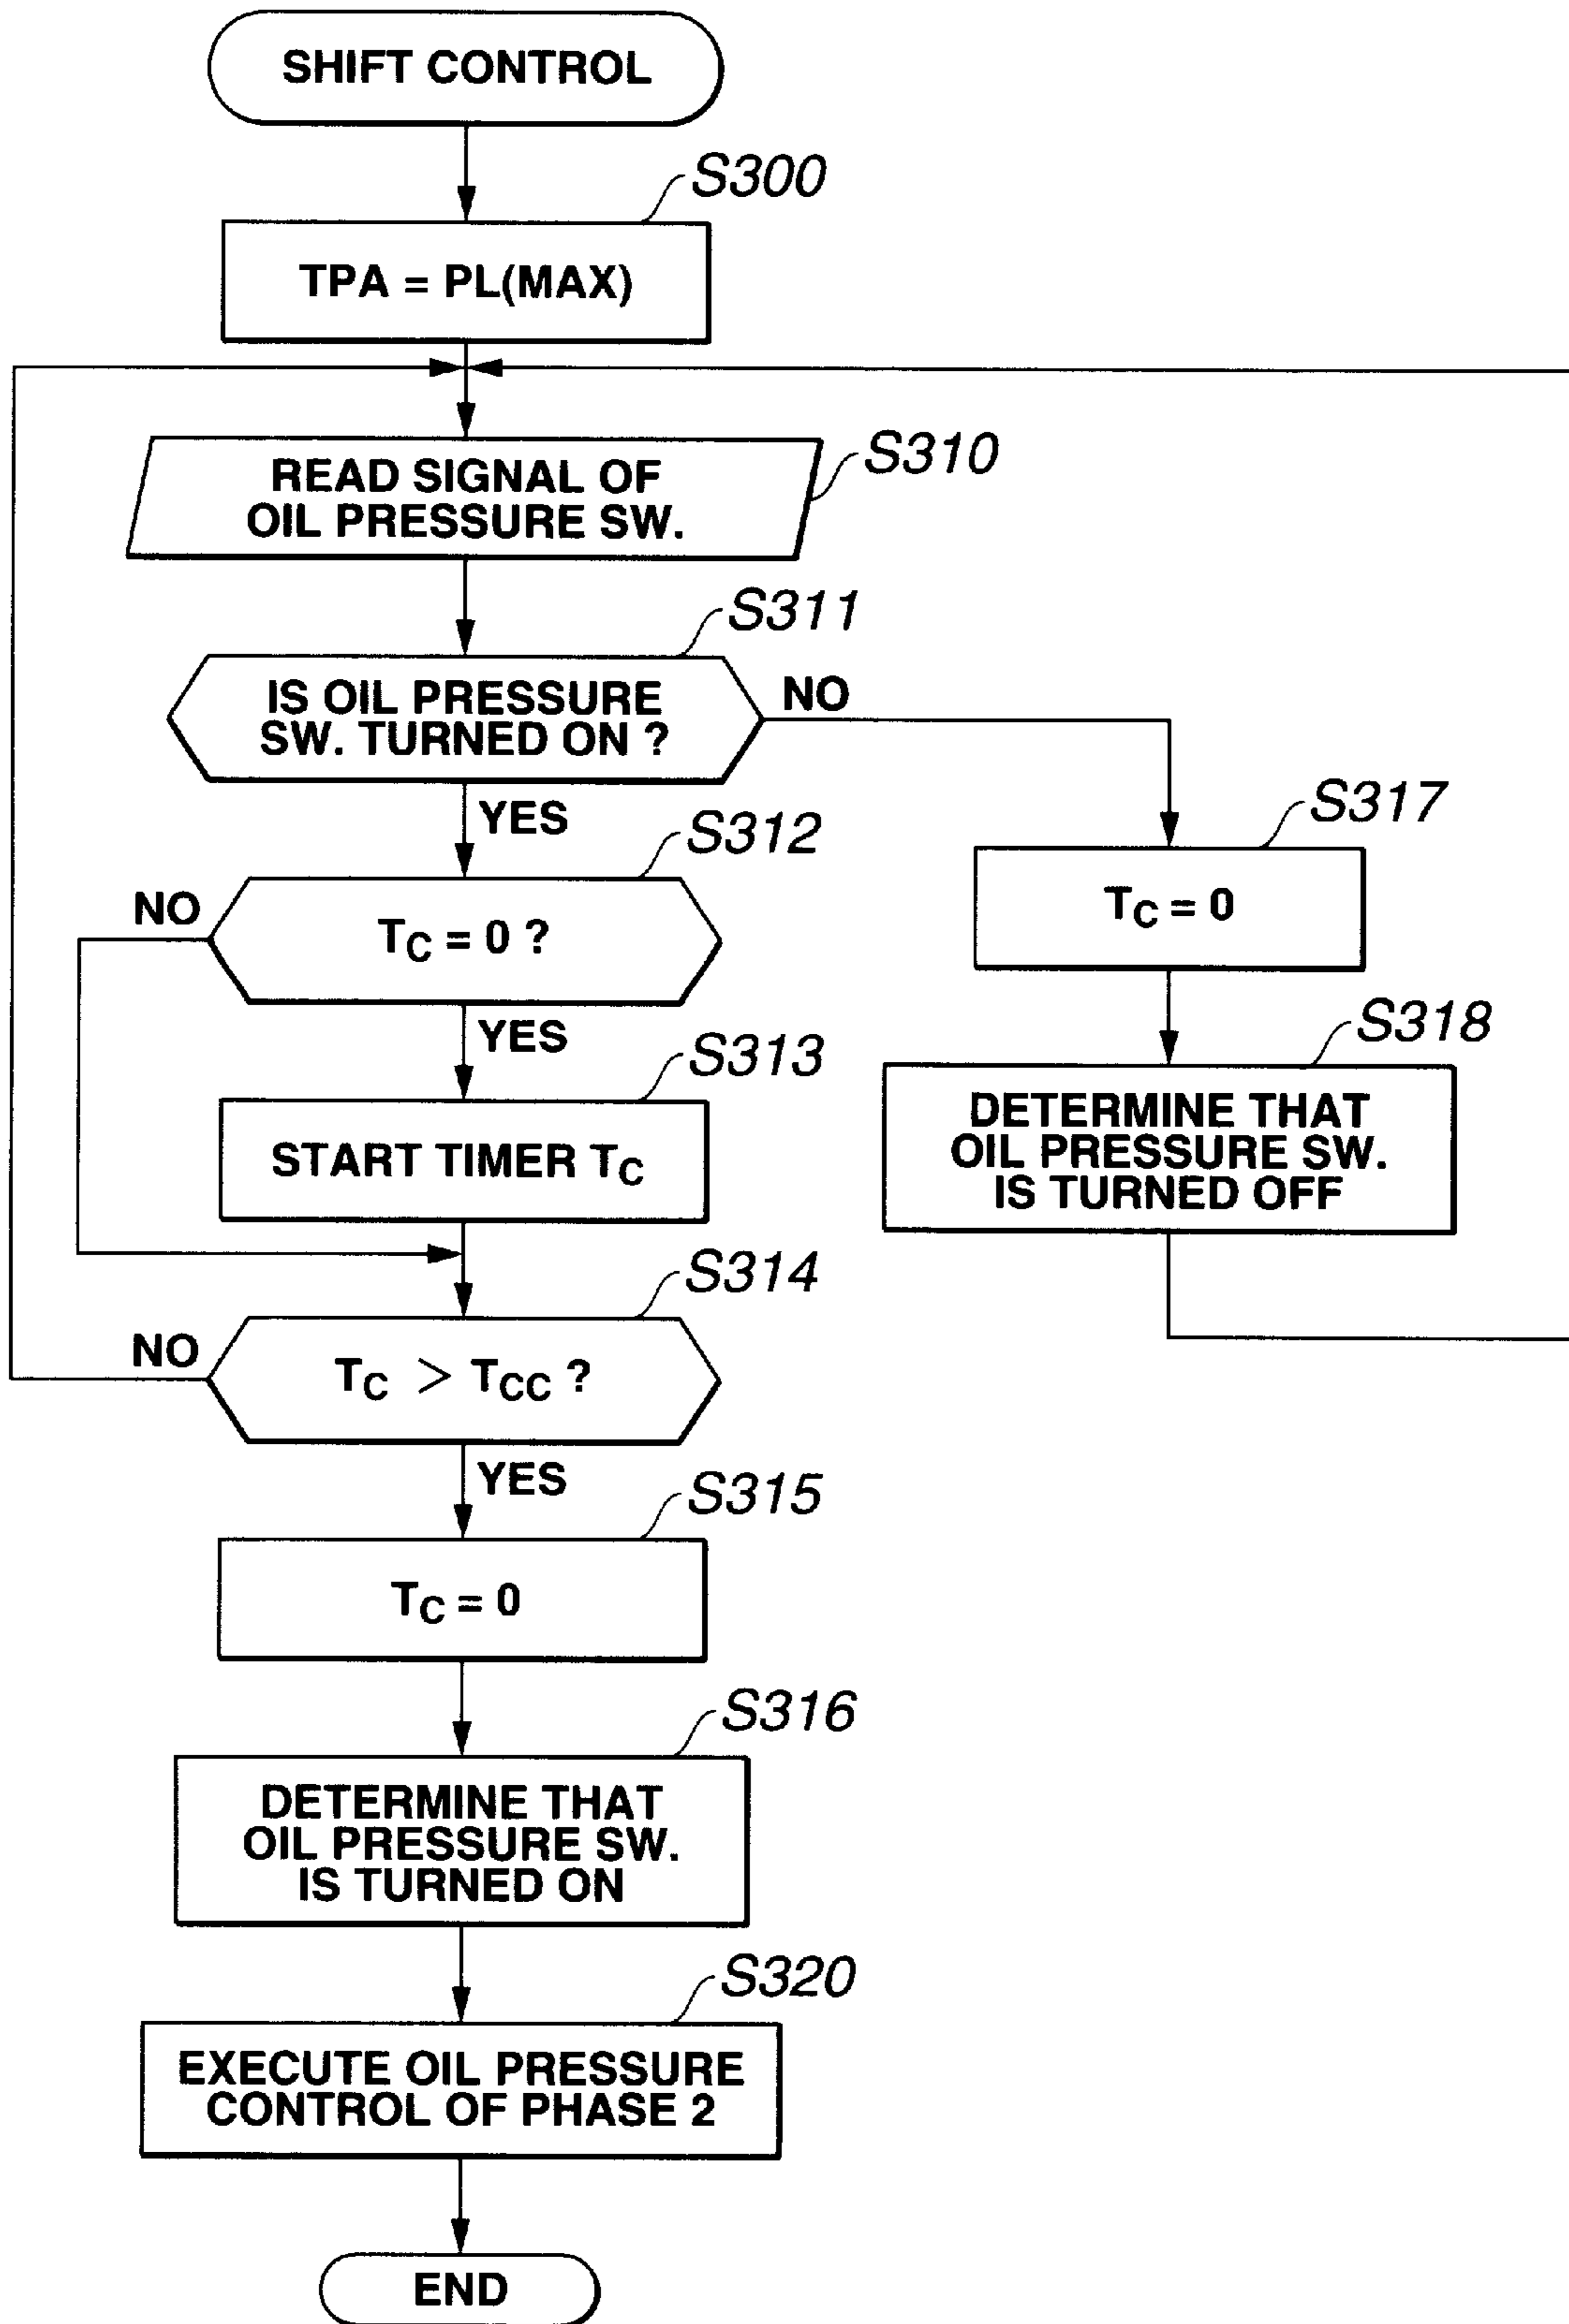 SHIFT CONTROL
S300
TPA = PL(MAX)
S310
READ SIGNAL OF
OIL PRESSURE SW.
S311
IS OIL PRESSURE
SW. TURNED ON ?
NO
YES
S312
NO
TC = 0 ?
YES
S313
START TIMER TC
S314
NO
TC > TCC ?
YES
S315
TC = 0
S316
DETERMINE THAT
OIL PRESSURE SW.
IS TURNED ON
S320
EXECUTE OIL PRESSURE
CONTROL OF PHASE 2
END
S317
TC = 0
S318
DETERMINE THAT
OIL PRESSURE SW.
IS TURNED OFF